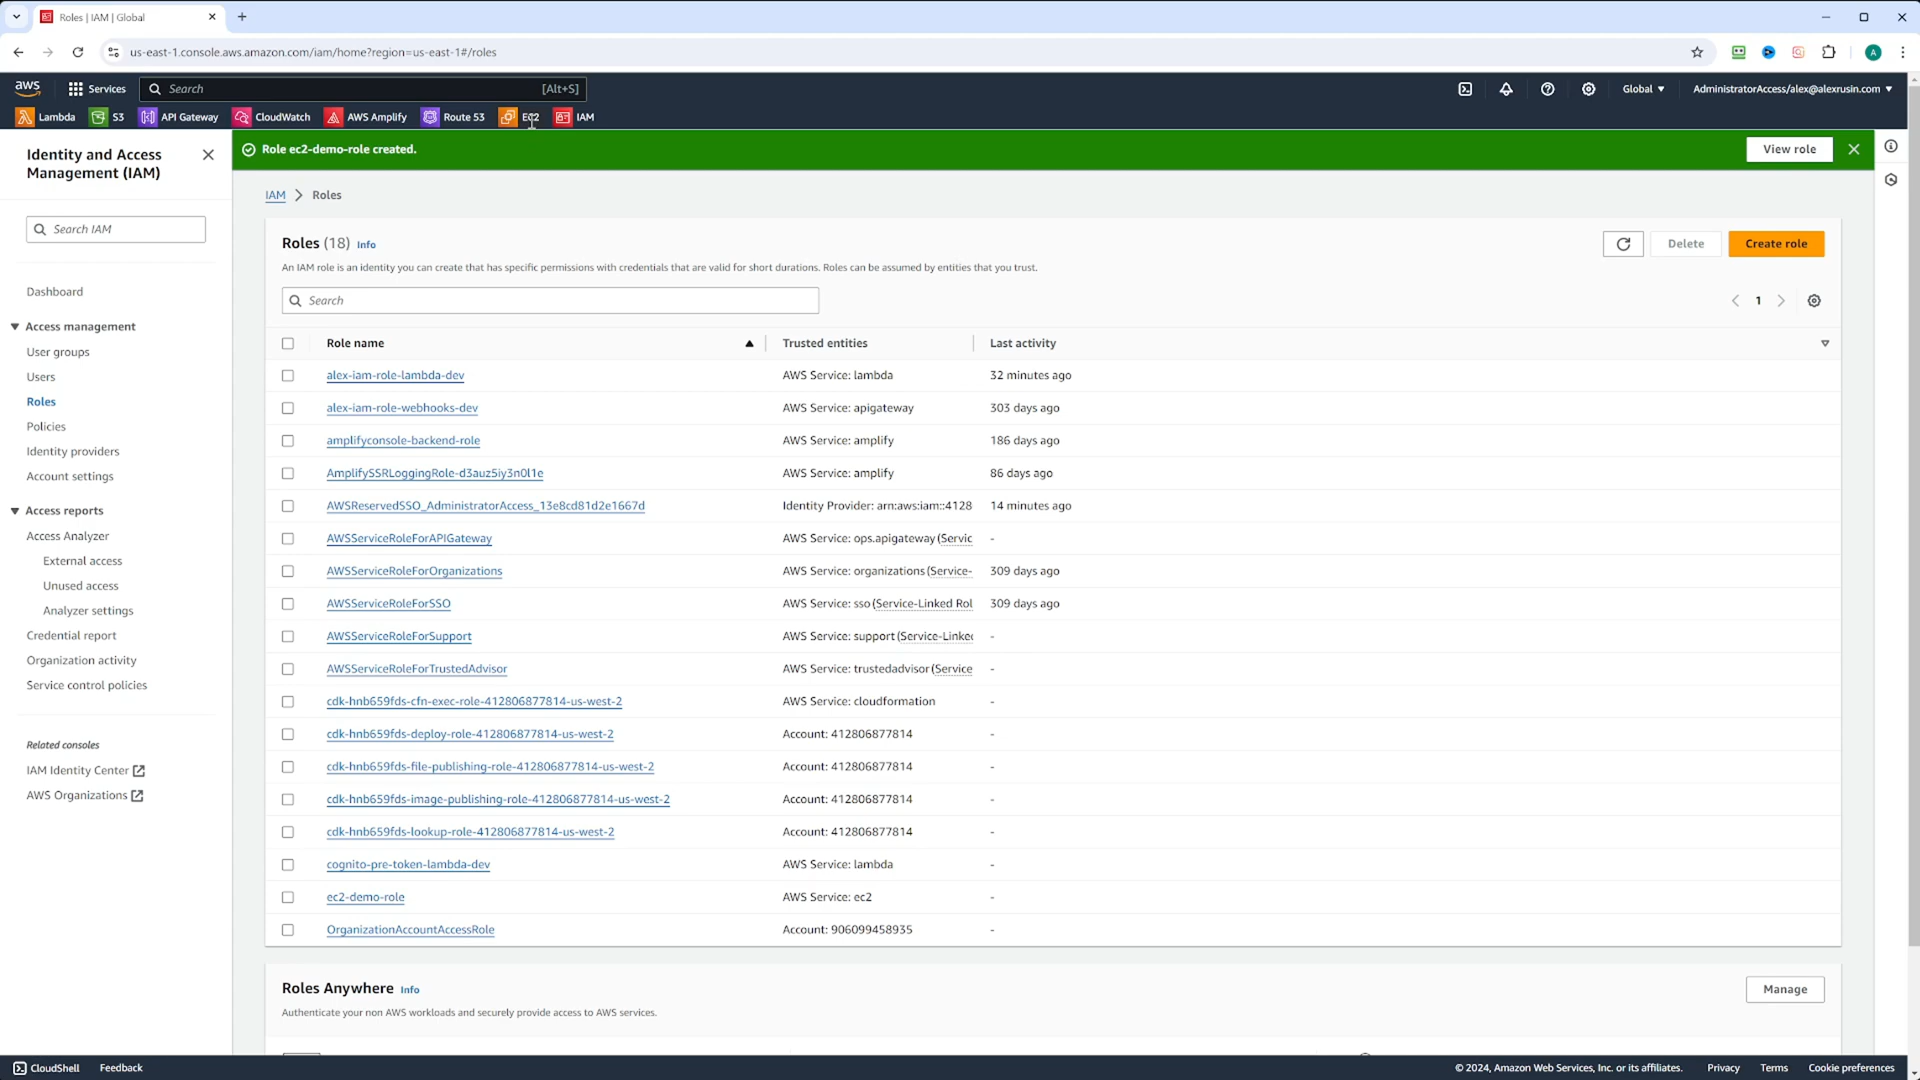 Roles | IAM | Global
us-east-1.console.aws.amazon.com/iam/home?region=us-east-1#/roles
A
aws
Services
Search
[Alt+S]
Global
AdministratorAccess/alex@alexrusin.com
Lambda
S3
API Gateway
CloudWatch
AWS Amplify
Route 53
EC2
IAM
Identity and Access
Management (IAM)
Search IAM
Dashboard
Access management
User groups
Users
Roles
Policies
Identity providers
Account settings
Access reports
Access Analyzer
External access
Unused access
Analyzer settings
Credential report
Organization activity
Service control policies
Related consoles
IAM Identity Center
AWS Organizations
Role ec2-demo-role created.
View role
IAM > Roles
Roles (18) Info
Delete
Create role
An IAM role is an identity you can create that has specific permissions with credentials that are valid for short durations. Roles can be assumed by entities that you trust.
Search
1
Role name Trusted entities Last activity
alex-iam-role-lambda-dev AWS Service: lambda 32 minutes ago
alex-iam-role-webhooks-dev AWS Service: apigateway 303 days ago
amplifyconsole-backend-role AWS Service: amplify 186 days ago
AmplifySSRLoggingRole-d3auz5iy3n0l1e AWS Service: amplify 86 days ago
AWSReservedSSO_AdministratorAccess_13e8cd81d2e1667d Identity Provider: arn:aws:iam::4128 14 minutes ago
AWSServiceRoleForAPIGateway AWS Service: ops.apigateway (Servic -
AWSServiceRoleForOrganizations AWS Service: organizations (Service- 309 days ago
AWSServiceRoleForSSO AWS Service: sso (Service-Linked Rol 309 days ago
AWSServiceRoleForSupport AWS Service: support (Service-Linked -
AWSServiceRoleForTrustedAdvisor AWS Service: trustedadvisor (Service -
cdk-hnb659fds-cfn-exec-role-412806877814-us-west-2 AWS Service: cloudformation -
cdk-hnb659fds-deploy-role-412806877814-us-west-2 Account: 412806877814 -
cdk-hnb659fds-file-publishing-role-412806877814-us-west-2 Account: 412806877814 -
cdk-hnb659fds-image-publishing-role-412806877814-us-west-2 Account: 412806877814 -
cdk-hnb659fds-lookup-role-412806877814-us-west-2 Account: 412806877814 -
cognito-pre-token-lambda-dev AWS Service: lambda -
ec2-demo-role AWS Service: ec2 -
OrganizationAccountAccessRole Account: 906099458935 -
Roles Anywhere Info
Manage
Authenticate your non AWS workloads and securely provide access to AWS services.
CloudShell
Feedback
© 2024, Amazon Web Services, Inc. or its affiliates.
Privacy
Terms
Cookie preferences